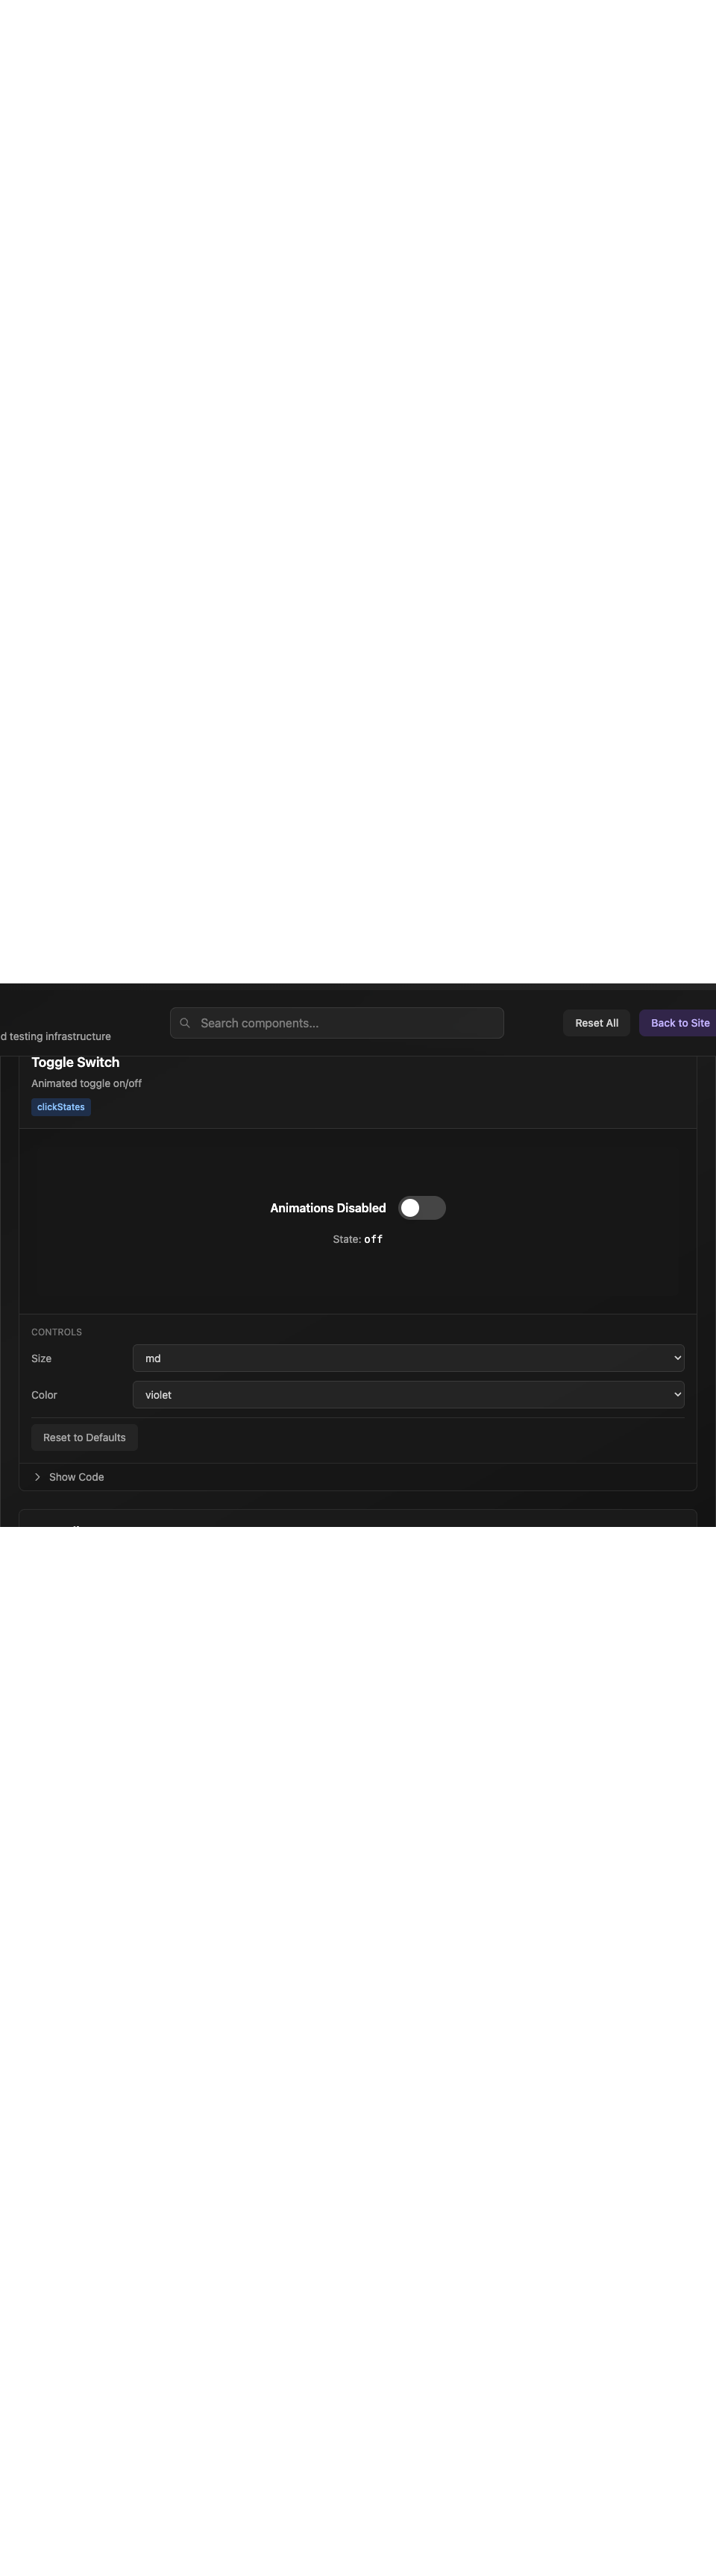 d testing infrastructure
Search components...
Reset All
Back to Site
Toggle Switch
Animated toggle on/off
clickStates
Animations Disabled
State: off
CONTROLS
Size
md
Color
violet
Reset to Defaults
Show Code